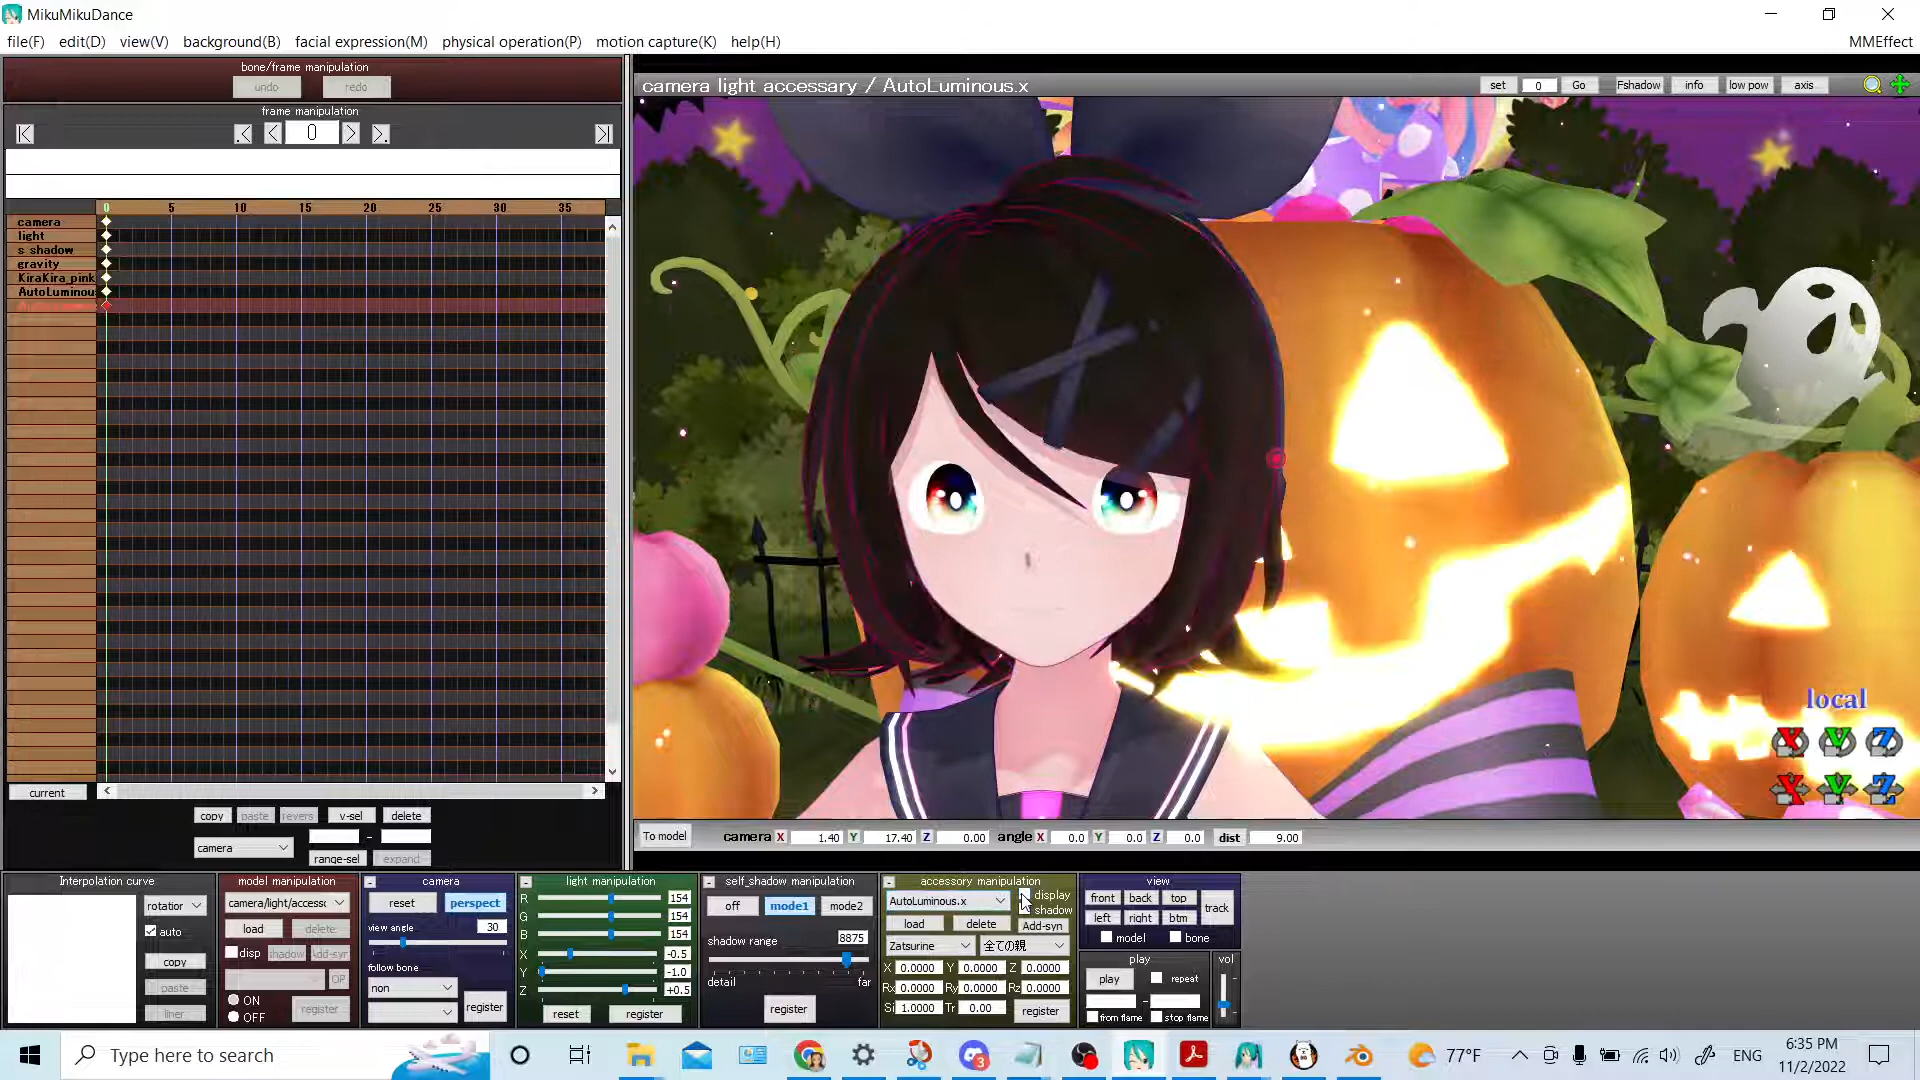 MikuMikuDance
file(F) edit(D) view(V) background(B) facial expression(M) physical operation(P) motion capture(K) help(H) MMEffect
bone/frame manipulation
undo redo
frame manipulation
0
camera light accessary / AutoLuminous.x
set 0 Go Fshadow info low pow axis
0 5 10 15 20 25 30 35
camera
light
s shadow
gravity
KiraKira_pink
AutoLuminou
local
current
copy paste revers v-sel delete
camera -
range-sel expand
To model camera X 1.40 Y 17.40 Z 0.00 angle X 0.0 Y 0.0 Z 0.0 dist 9.00
Interpolation curve
rotation
auto
copy
paste
liner
model manipulation
camera/light/access
load delete
disp shadow Add-syn
OP
ON
OFF
register
camera
reset perspect
view angle 30
follow bone
non
register
light manipulation
R 154
G 154
B 154
X -0.5
Y -1.0
Z +0.5
reset register
self_shadow manipulation
off mode1 mode2
shadow range 8875
detail far
register
accessory manipulation
AutoLuminous.x display
shadow
load delete Add-syn
Zatsurine 全ての親
X 0.0000 Y 0.0000 Z 0.0000
Rx 0.0000 Ry 0.0000 Rz 0.0000
Si 1.0000 Tr 0.00 register
view
front back top
left right btm
track
model bone
play
play repeat
-
from flame stop flame
vol
Type here to search
3
77°F
ENG
6:35 PM
11/2/2022